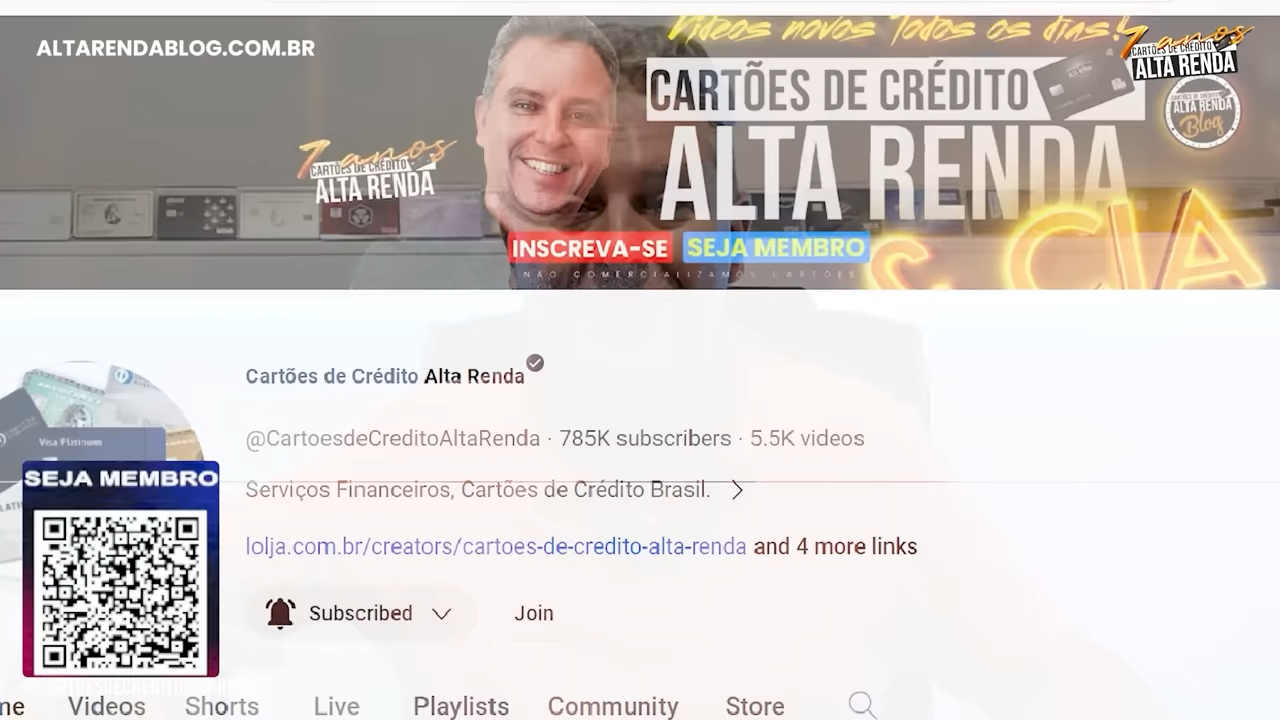 ALTARENDABLOG.COM.BR
Vídeos novos Todos os dias!
7 anos
CARTÕES DE CRÉDITO
ALTA RENDA
CARTÕES DE CRÉDITO
ALTA RENDA
& CIA
7 anos
CARTÕES DE CRÉDITO
ALTA RENDA
ALTA RENDA
Blog
INSCREVA-SE
SEJA MEMBRO
NÃO COMERCIALIZAMOS CARTÕES
VISA
Cartões de Crédito Alta Renda
@CartoesdeCreditoAltaRenda · 785K subscribers · 5.5K videos
Serviços Financeiros, Cartões de Crédito Brasil.
lolja.com.br/creators/cartoes-de-credito-alta-renda and 4 more links
Visa Platinum
SEJA MEMBRO
Subscribed
Join
me Videos Shorts Live Playlists Community Store